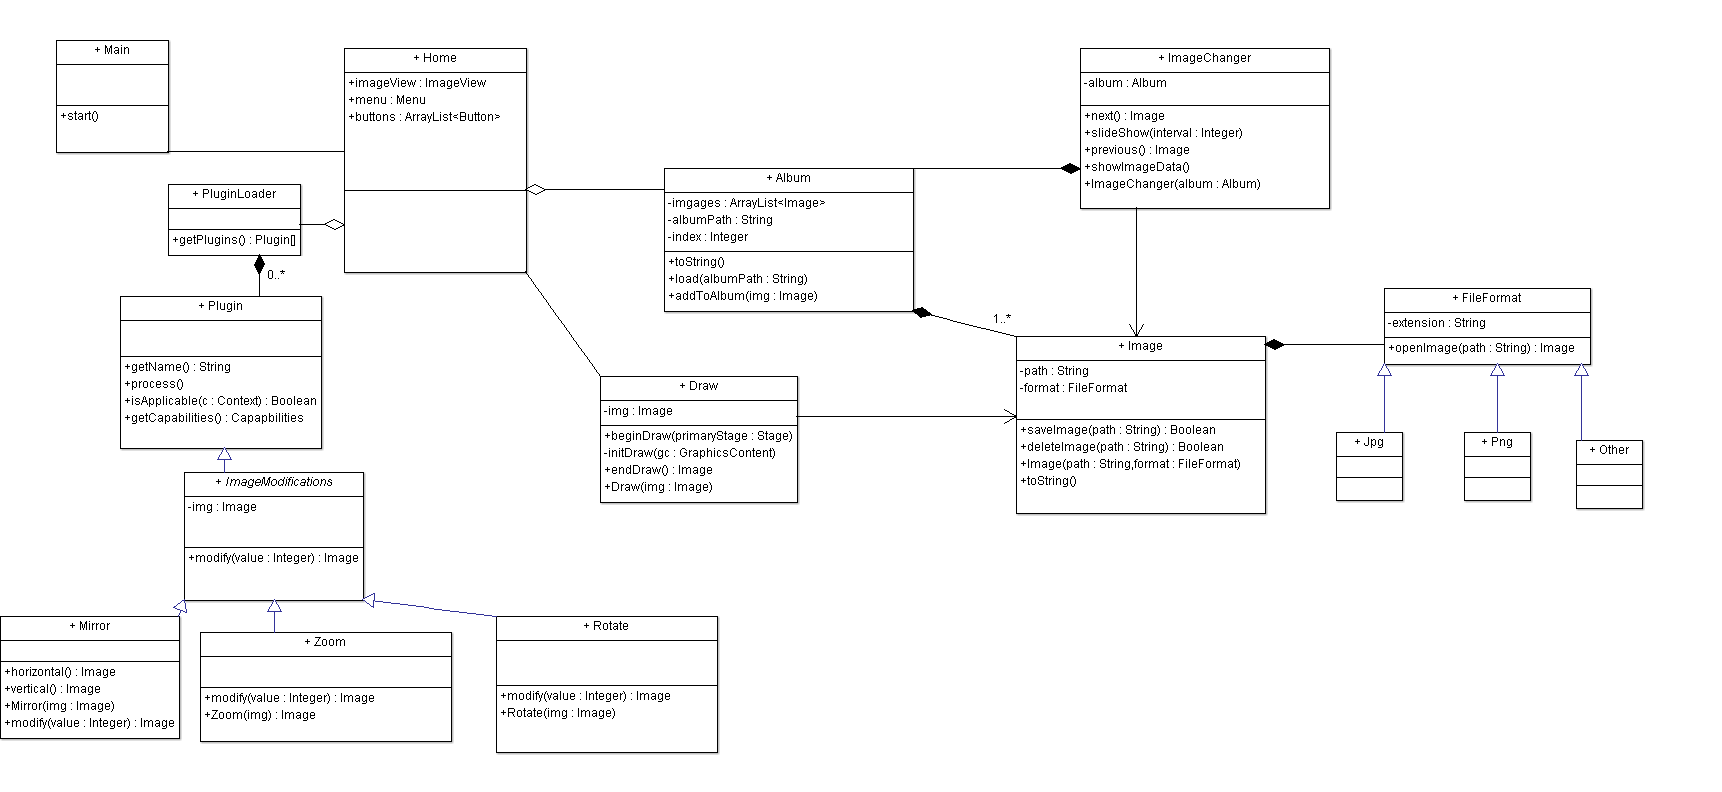 + Main
+start()
+ Home
+imageView : ImageView
+menu : Menu
+buttons : ArrayList<Button>
+ ImageChanger
-album : Album
+next() : Image
+slideShow(interval : Integer)
+previous() : Image
+showImageData()
+ImageChanger(album : Album)
+ PluginLoader
+getPlugins() : Plugin[]
0..*
+ Album
-imgages : ArrayList<Image>
-albumPath : String
-index : Integer
+toString()
+load(albumPath : String)
+addToAlbum(img : Image)
1..*
+ Plugin
+getName() : String
+process()
+isApplicable(c : Context) : Boolean
+getCapabilities() : Capapbilities
+ Draw
-img : Image
+beginDraw(primaryStage : Stage)
-initDraw(gc : GraphicsContent)
+endDraw() : Image
+Draw(img : Image)
+ Image
-path : String
-format : FileFormat
+saveImage(path : String) : Boolean
+deleteImage(path : String) : Boolean
+Image(path : String,format : FileFormat)
+toString()
+ FileFormat
-extension : String
+openImage(path : String) : Image
+ Jpg
+ Png
+ Other
+ ImageModifications
-img : Image
+modify(value : Integer) : Image
+ Mirror
+horizontal() : Image
+vertical() : Image
+Mirror(img : Image)
+modify(value : Integer) : Image
+ Zoom
+modify(value : Integer) : Image
+Zoom(img) : Image
+ Rotate
+modify(value : Integer) : Image
+Rotate(img : Image)